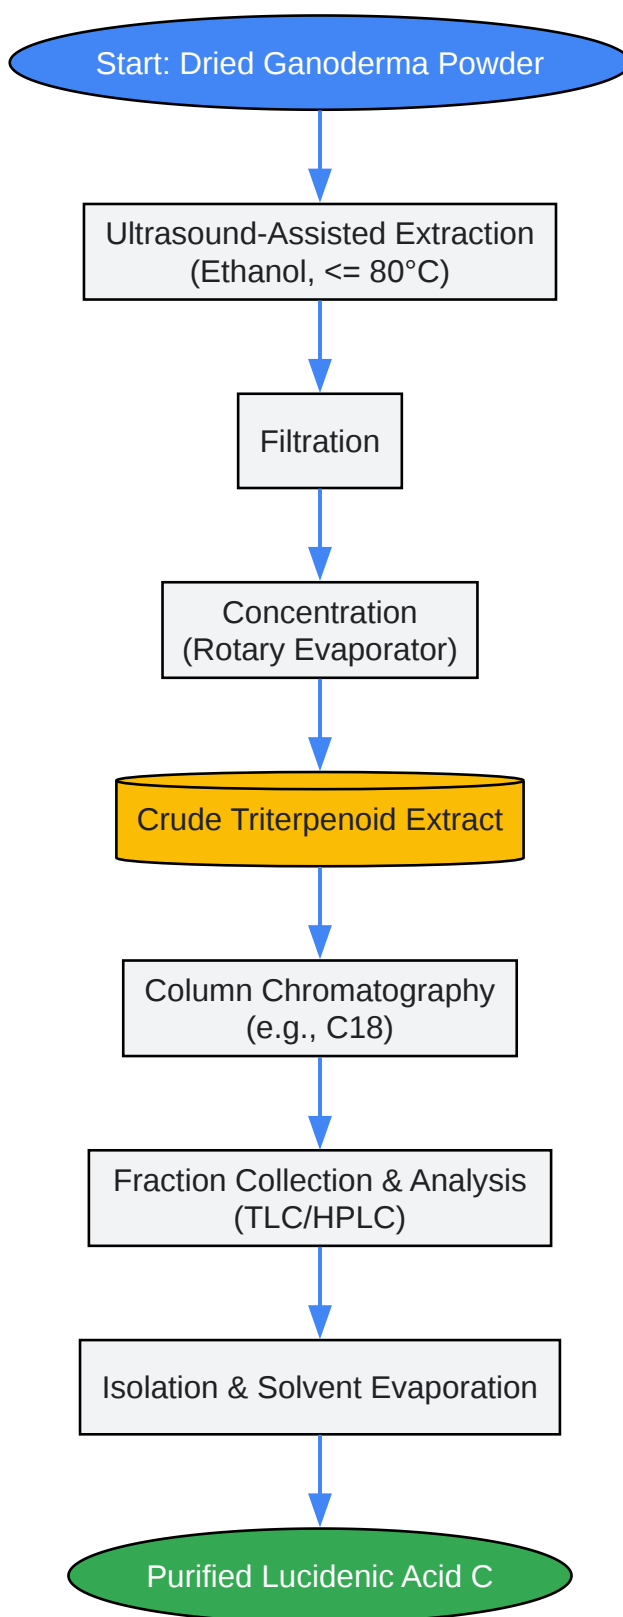 Start: Dried Ganoderma Powder
Ultrasound-Assisted Extraction
(Ethanol, <= 80°C)
Filtration
Concentration
(Rotary Evaporator)
Crude Triterpenoid Extract
Column Chromatography
(e.g., C18)
Fraction Collection & Analysis
(TLC/HPLC)
Isolation & Solvent Evaporation
Purified Lucidenic Acid C